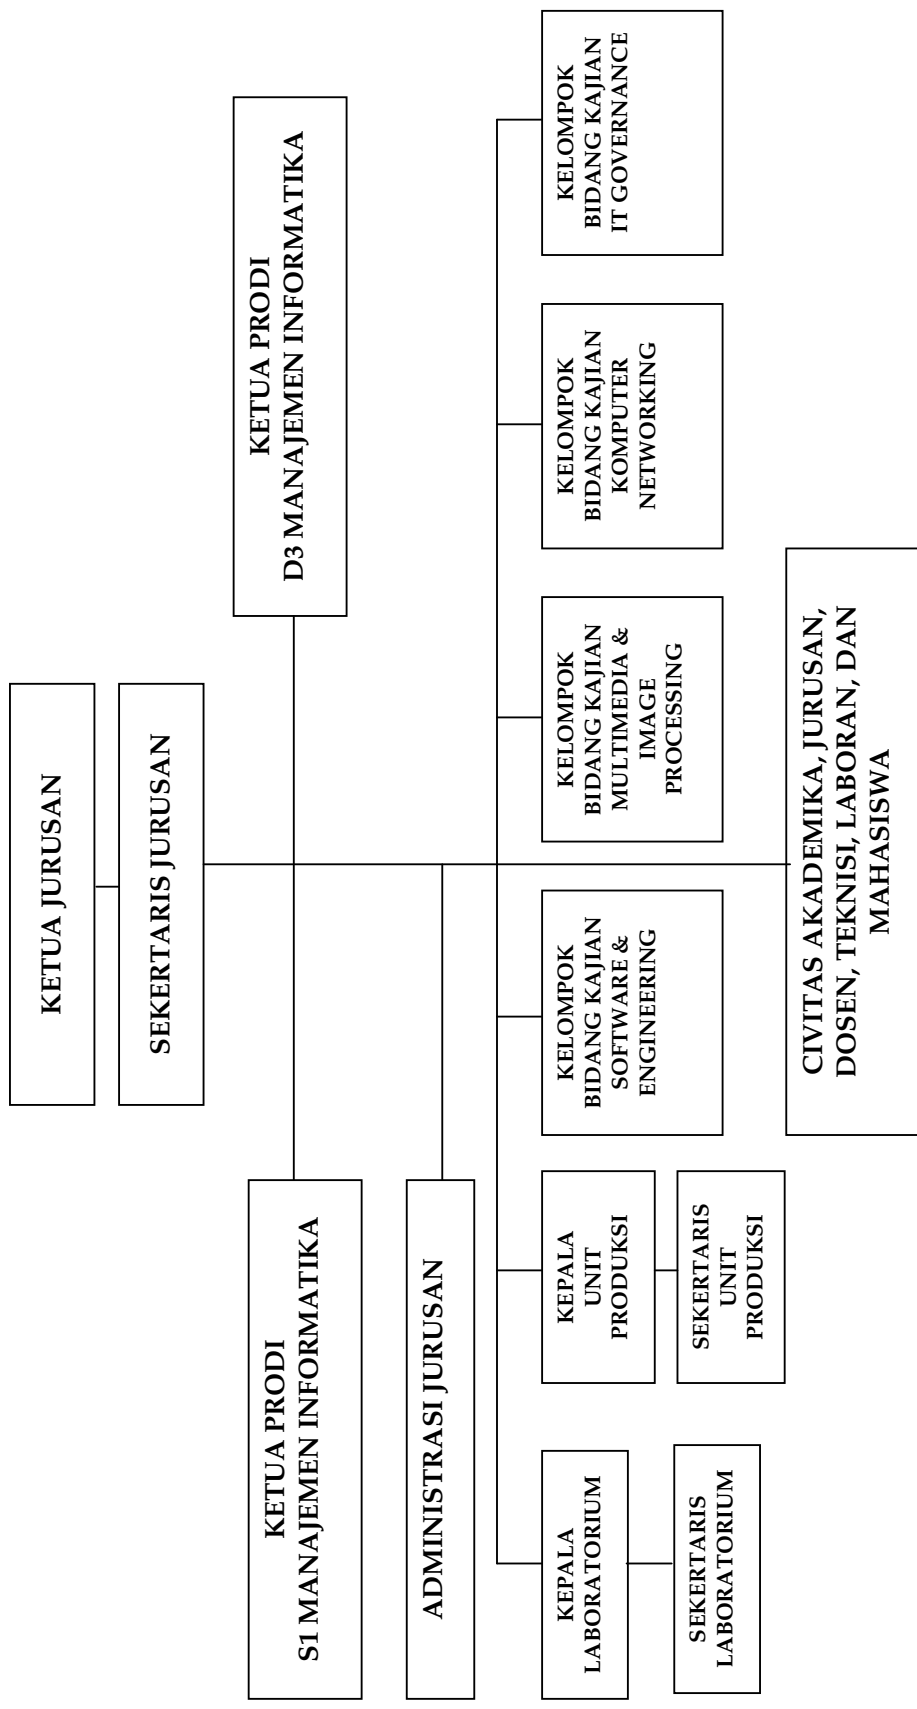 KETUA JURUSAN
SEKERTARIS JURUSAN
KETUA PRODI
S1 MANAJEMEN INFORMATIKA
KETUA PRODI
D3 MANAJEMEN INFORMATIKA
ADMINISTRASI JURUSAN
KEPALA
LABORATORIUM
KEPALA
UNIT
PRODUKSI
KELOMPOK
BIDANG KAJIAN
SOFTWARE &
ENGINEERING
KELOMPOK
BIDANG KAJIAN
MULTIMEDIA &
IMAGE
PROCESSING
KELOMPOK
BIDANG KAJIAN
KOMPUTER
NETWORKING
KELOMPOK
BIDANG KAJIAN
IT GOVERNANCE
SEKERTARIS
LABORATORIUM
SEKERTARIS
UNIT
PRODUKSI
CIVITAS AKADEMIKA, JURUSAN,
DOSEN, TEKNISI, LABORAN, DAN
MAHASISWA